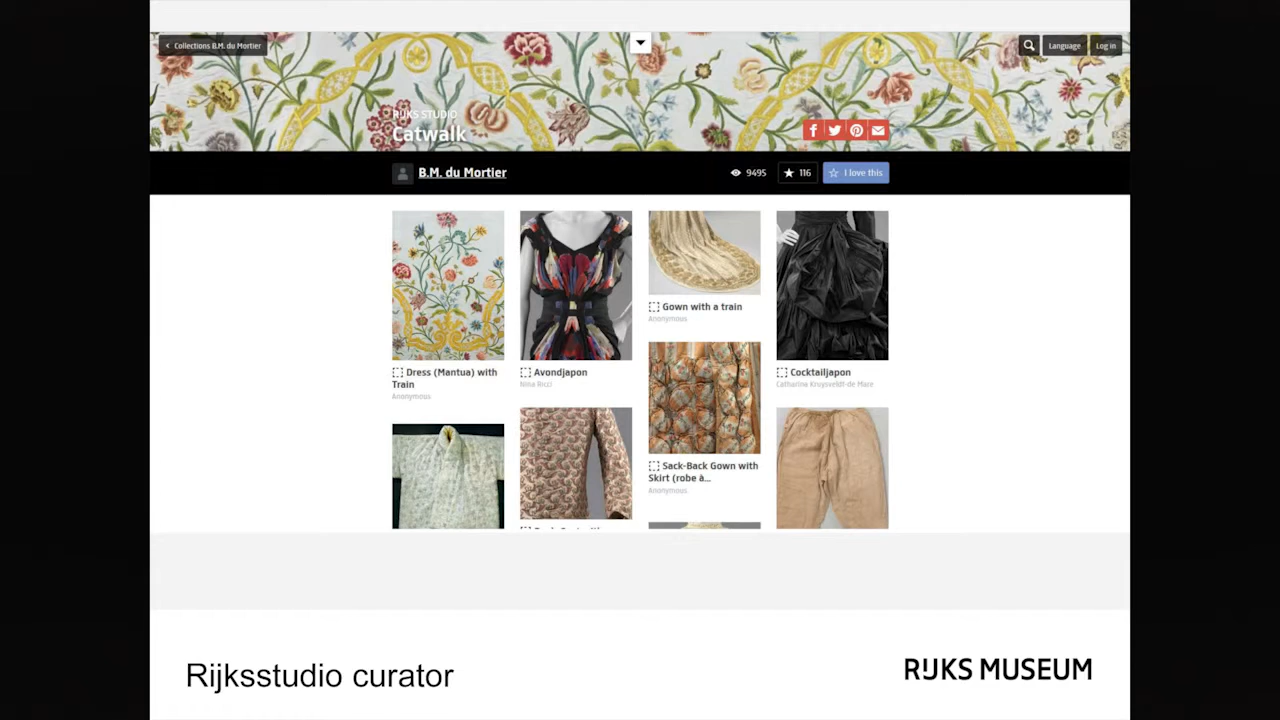 Collections B.M. du Mortier
Language
Log in
RIJKS STUDIO
Catwalk
B.M. du Mortier
9495
116
I love this
Dress (Mantua) with
Train
Anonymous
Avondjapon
Nina Ricci
Gown with a train
Anonymous
Sack-Back Gown with
Skirt (robe à...
Anonymous
Cocktailjapon
Catharina Kruysveldt-de Mare
Rijksstudio curator
RIJKS MUSEUM